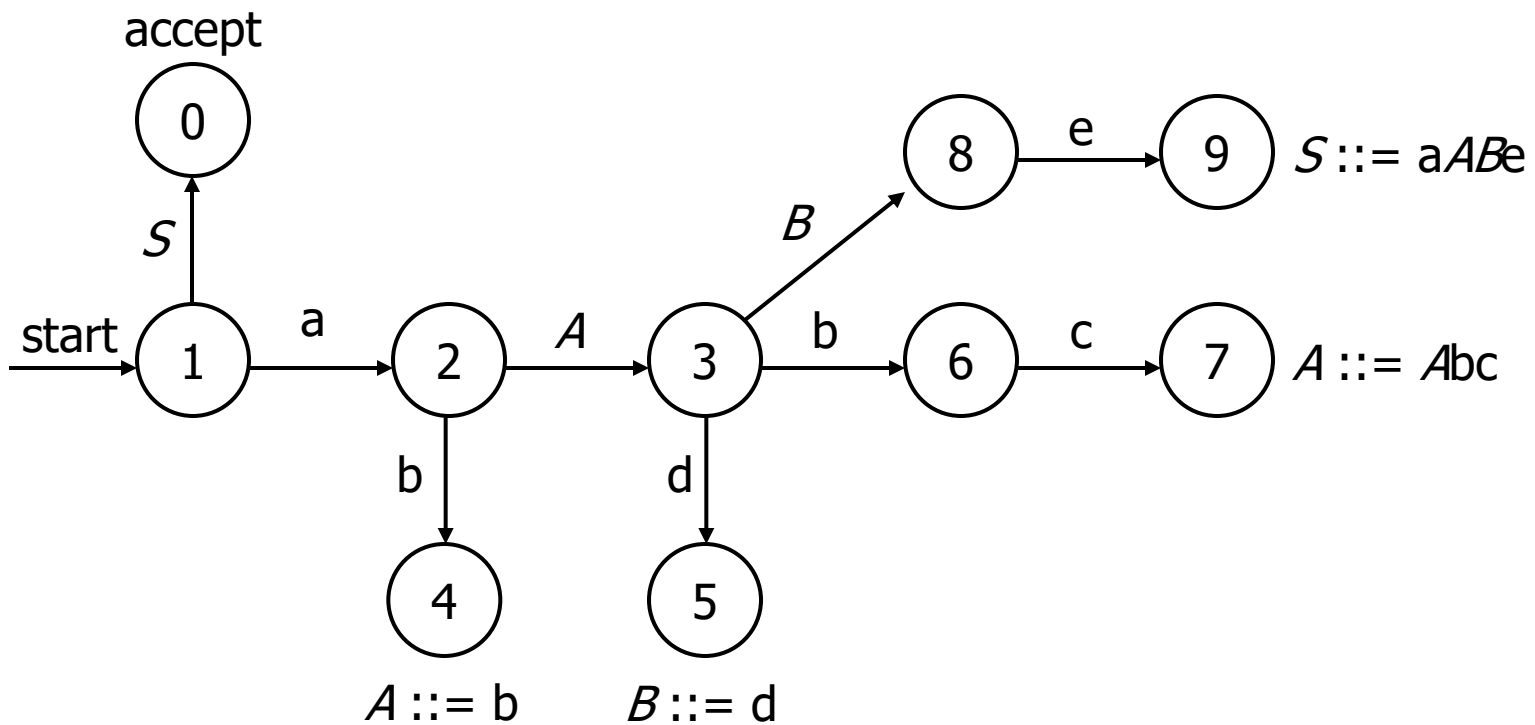 accept
0
8
e
9
S ::= aABe
B
S
start
1
a
2
A
3
b
6
c
7
A ::= Abc
b
d
4
5
A ::= b
B ::= d